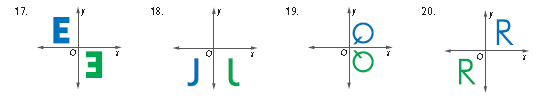 17. y 18. y 19. y 20. y
E Q R
O x O x O x O x
Ǝ J J Q R